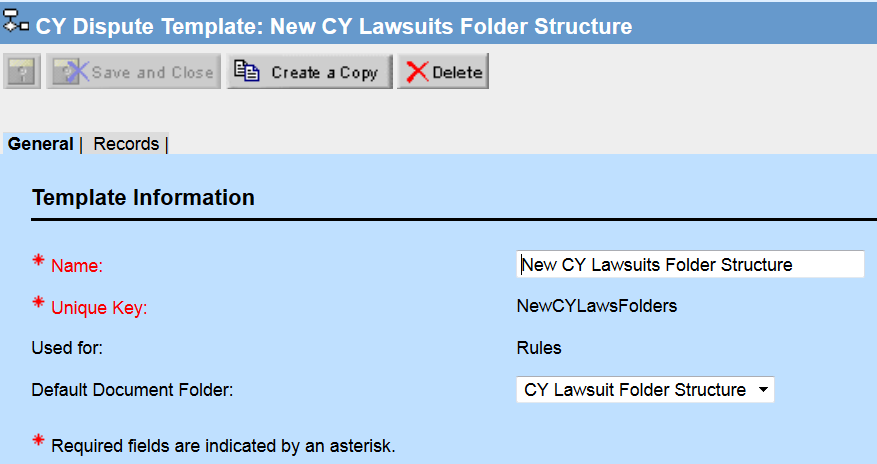 CY Dispute Template: New CY Lawsuits Folder Structure
Save and Close Create a Copy Delete
General | Records |
Template Information
* Name: New CY Lawsuits Folder Structure
* Unique Key: NewCYLawsFolders
Used for: Rules
Default Document Folder: CY Lawsuit Folder Structure
* Required fields are indicated by an asterisk.